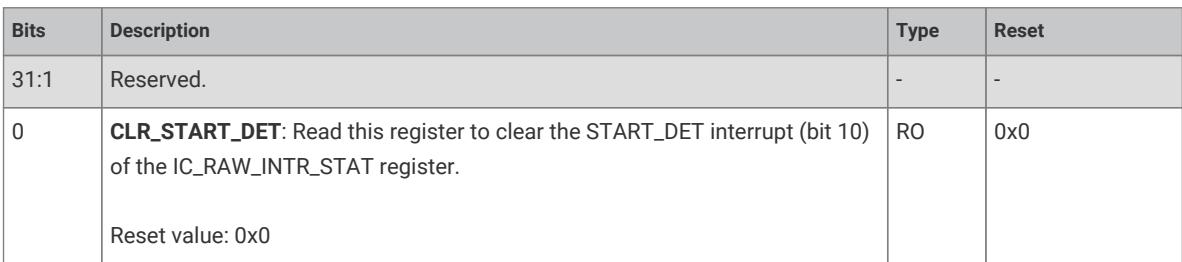 Bits Description Type Reset
31:1 Reserved. - -
0 CLR_START_DET: Read this register to clear the START_DET interrupt (bit 10) RO 0x0
of the IC_RAW_INTR_STAT register.
Reset value: 0x0